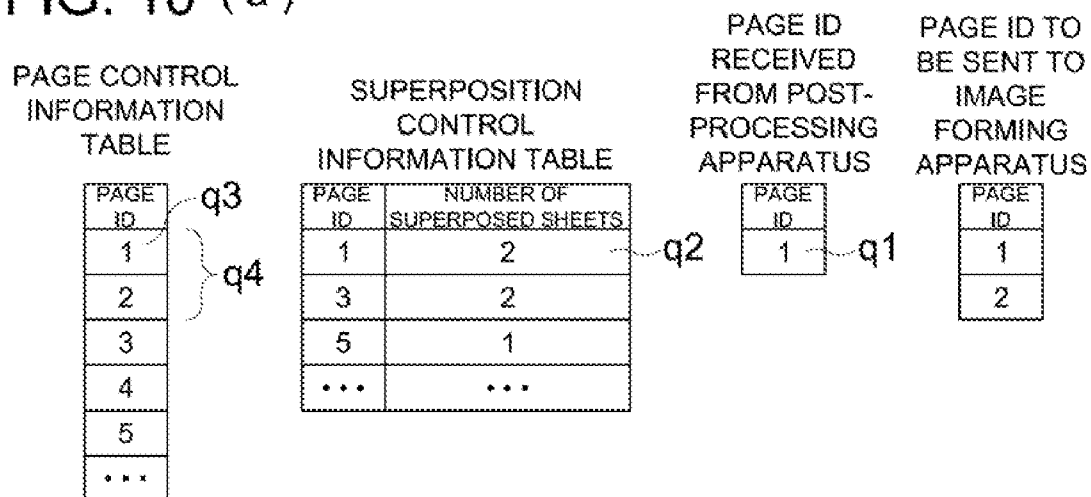 FIG. 10 (a)
PAGE CONTROL
INFORMATION
TABLE
PAGE
ID
1
2
3
4
5
• • •
q3
q4
SUPERPOSITION
CONTROL
INFORMATION TABLE
PAGE
ID
NUMBER OF
SUPERPOSED SHEETS
1 2
3 2
5 1
• • • • • •
q2
PAGE ID
RECEIVED
FROM POST-
PROCESSING
APPARATUS
PAGE
ID
1
q1
PAGE ID TO
BE SENT TO
IMAGE
FORMING
APPARATUS
PAGE
ID
1
2